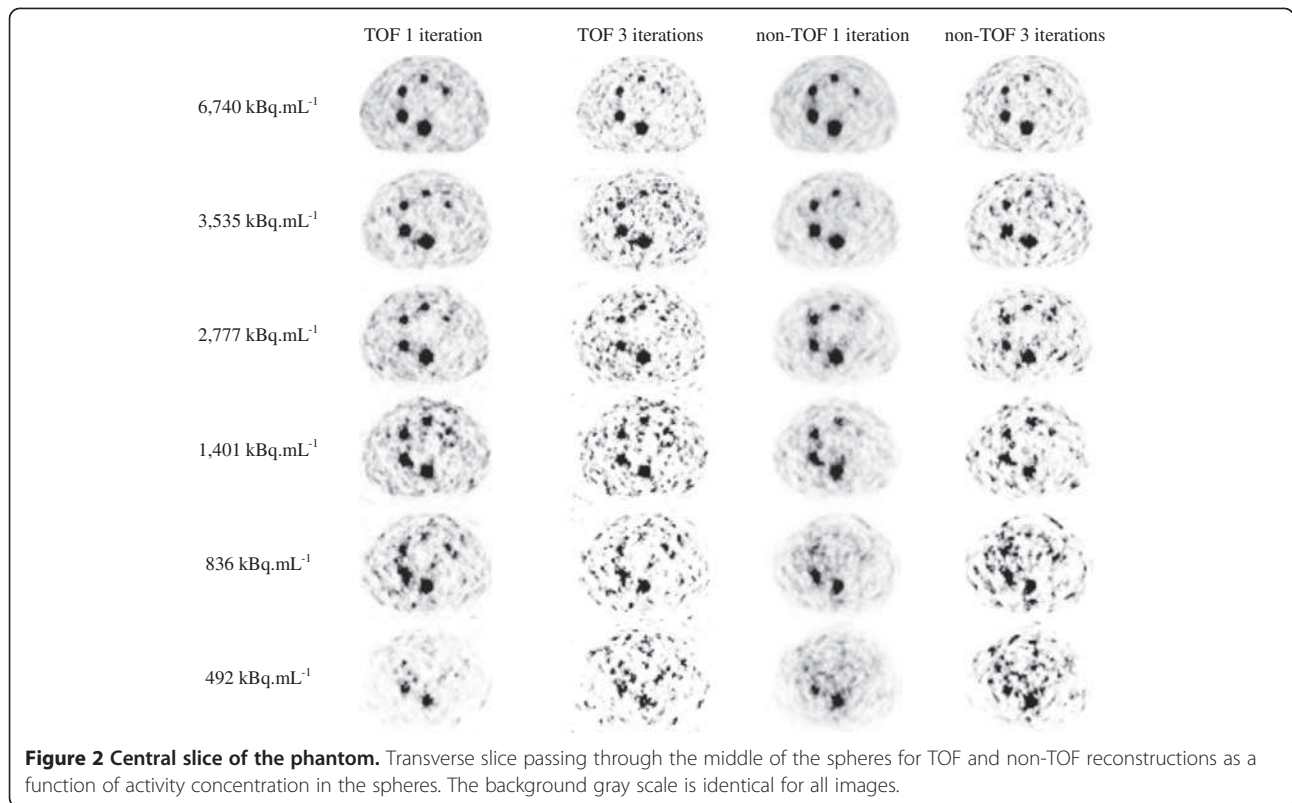 TOF 1 iteration TOF 3 iterations non-TOF 1 iteration non-TOF 3 iterations
6,740 kBq.mL⁻¹
3,535 kBq.mL⁻¹
2,777 kBq.mL⁻¹
1,401 kBq.mL⁻¹
836 kBq.mL⁻¹
492 kBq.mL⁻¹
Figure 2 Central slice of the phantom. Transverse slice passing through the middle of the spheres for TOF and non-TOF reconstructions as a
function of activity concentration in the spheres. The background gray scale is identical for all images.